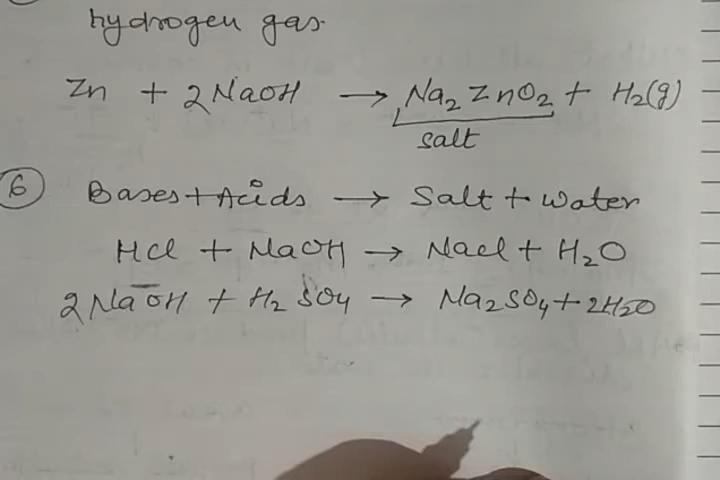 hydrogen gas.
Zn + 2NaOH → Na₂ZnO₂ + H₂(g)
salt
⑥ Bases + Acids → Salt + Water
HCl + NaOH → NaCl + H₂O
2NaOH + H₂SO₄ → Na₂SO₄ + 2H₂O